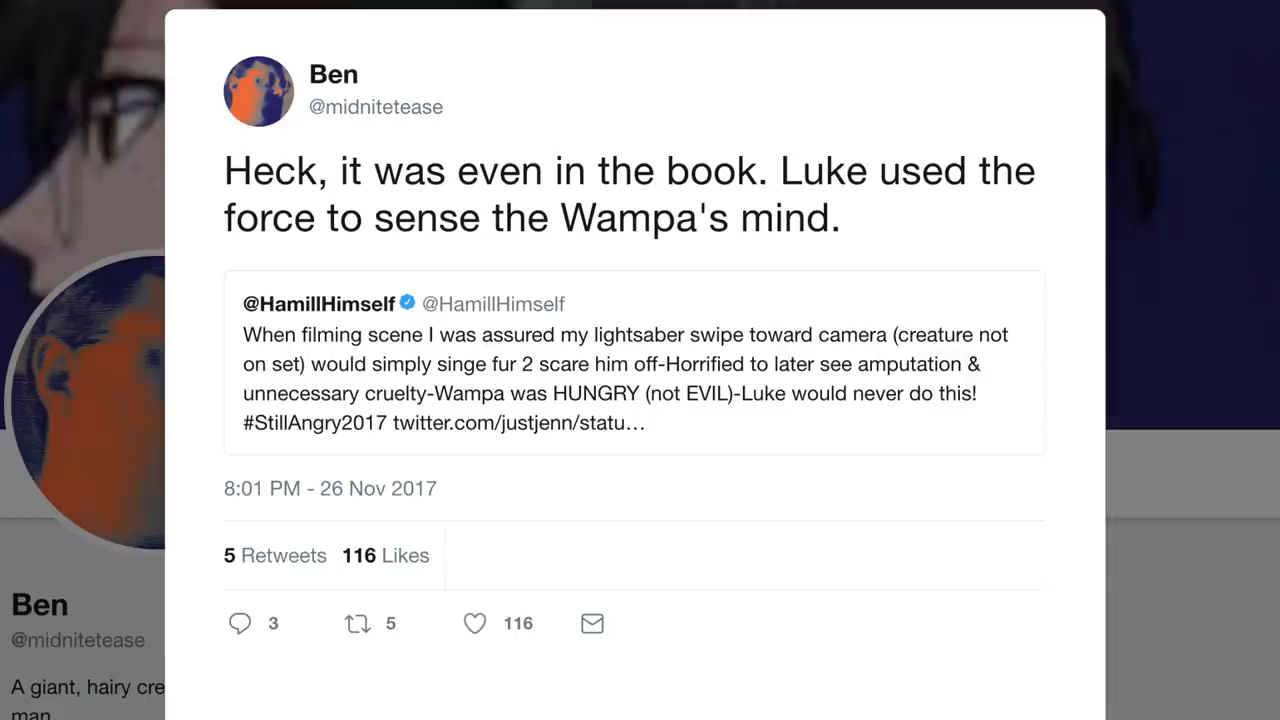 Ben
@midnitetease
Heck, it was even in the book. Luke used the
force to sense the Wampa's mind.
@HamillHimself @HamillHimself
When filming scene I was assured my lightsaber swipe toward camera (creature not
on set) would simply singe fur 2 scare him off-Horrified to later see amputation &
unnecessary cruelty-Wampa was HUNGRY (not EVIL)-Luke would never do this!
#StillAngry2017 twitter.com/justjenn/statu…
8:01 PM - 26 Nov 2017
5 Retweets 116 Likes
3 5 116
Ben
@midnitetease
A giant, hairy cre
man